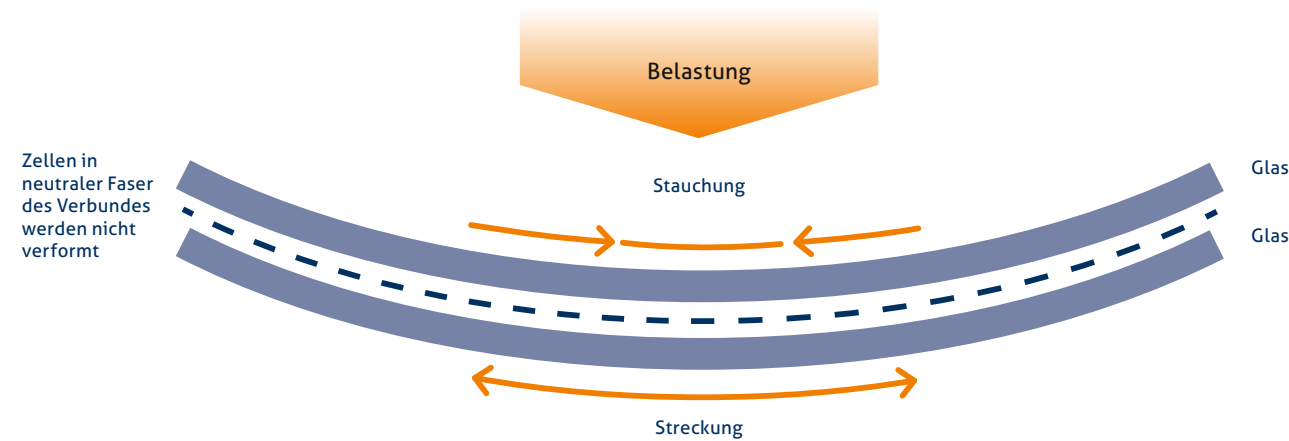 Belastung
Zellen in
neutraler Faser
des Verbundes
werden nicht
verformt
Stauchung
Glas
Glas
Streckung